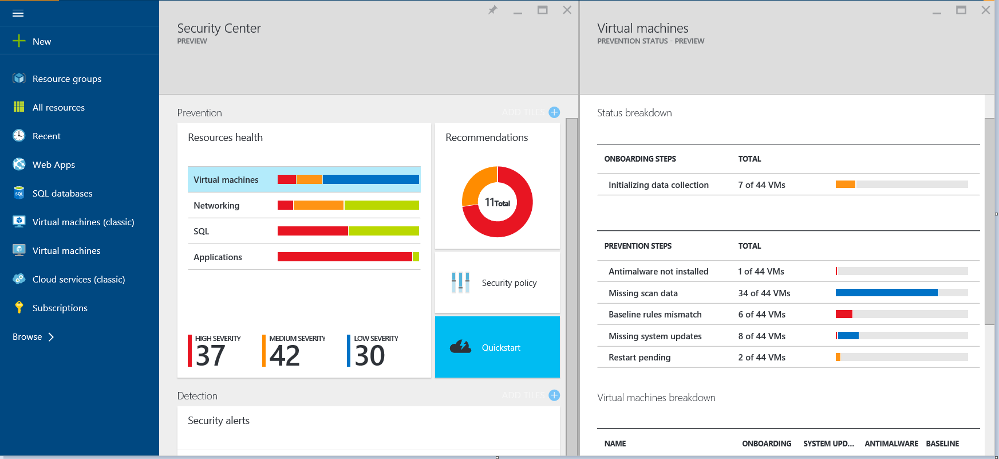 New
Resource groups
All resources
Recent
Web Apps
SQL databases
Virtual machines (classic)
Virtual machines
Cloud services (classic)
Subscriptions
Browse
Security Center
PREVIEW
Prevention
ADD TILES
Resources health
Virtual machines
Networking
SQL
Applications
HIGH SEVERITY
37
MEDIUM SEVERITY
42
LOW SEVERITY
30
Recommendations
11 Total
Security policy
Quickstart
Detection
ADD TILES
Security alerts
Virtual machines
PREVENTION STATUS - PREVIEW
Status breakdown
ONBOARDING STEPS TOTAL
Initializing data collection 7 of 44 VMs
PREVENTION STEPS TOTAL
Antimalware not installed 1 of 44 VMs
Missing scan data 34 of 44 VMs
Baseline rules mismatch 6 of 44 VMs
Missing system updates 8 of 44 VMs
Restart pending 2 of 44 VMs
Virtual machines breakdown
NAME ONBOARDING SYSTEM UPD... ANTIMALWARE BASELINE